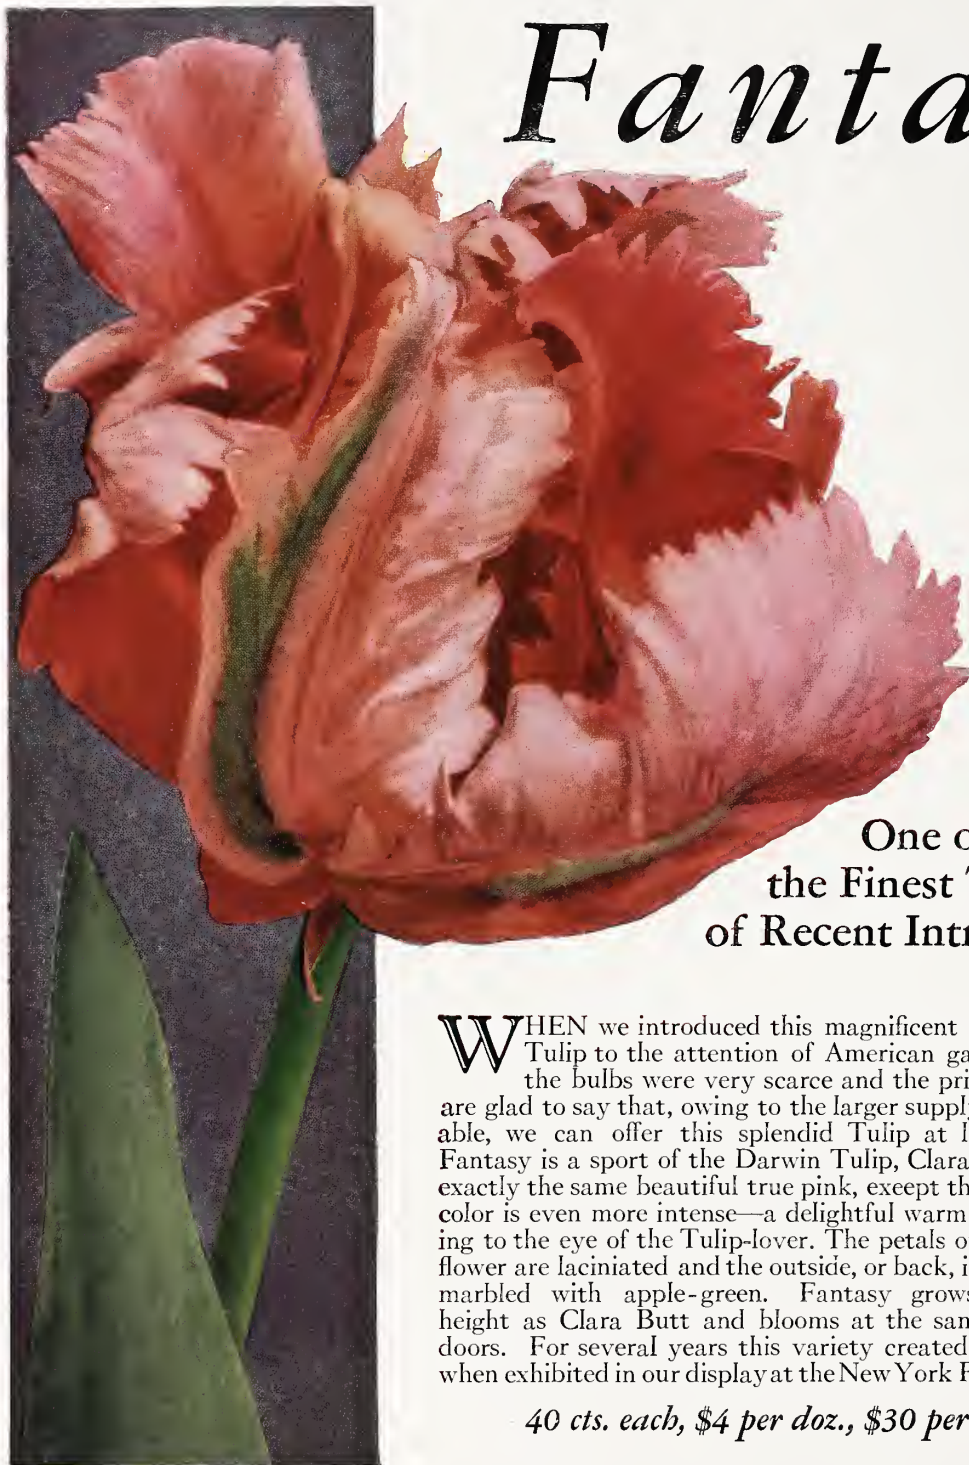 Fanta
One o
the Finest T
of Recent Intr
WHEN we introduced this magnificent
Tulip to the attention of American ga
the bulbs were very scarce and the pri
are glad to say that, owing to the larger supply
able, we can offer this splendid Tulip at l
Fantasy is a sport of the Darwin Tulip, Clara
exactly the same beautiful true pink, exeept th
color is even more intense—a delightful warm
ing to the eye of the Tulip-lover. The petals o
flower are laciniated and the outside, or back, i
marbled with apple-green. Fantasy grows
height as Clara Butt and blooms at the sam
doors. For several years this variety created
when exhibited in our display at the New York F
40 cts. each, $4 per doz., $30 per